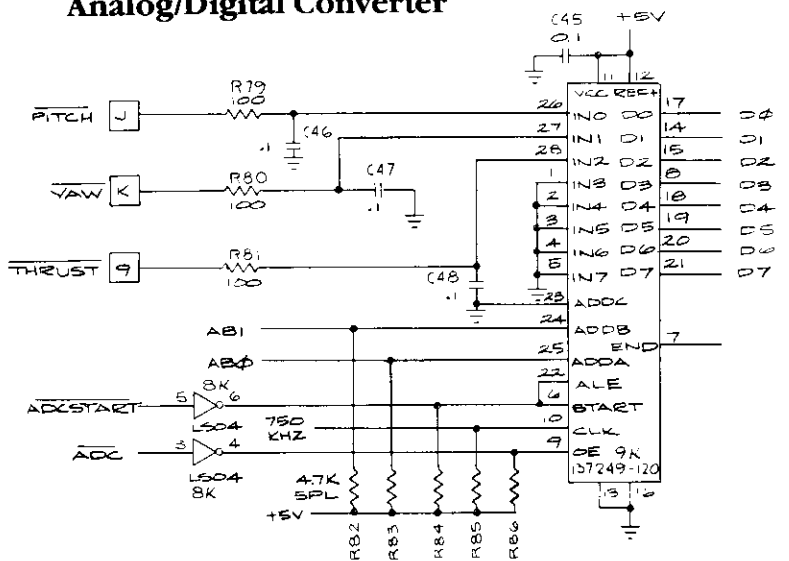 Analog/Digital Converter
C45
0.1
+5V
11
12
VCC REF+
PITCH
J
R79
100
C46
.1
26
IN0
D0
17
DØ
27
IN1
D1
14
D1
YAW
K
R80
100
C47
.1
28
IN2
D2
15
D2
1
IN3
D3
8
D3
2
IN4
D4
18
D4
3
IN5
D5
19
D5
4
IN6
D6
20
D6
5
IN7
D7
21
D7
THRUST
9
R81
100
C48
.1
23
ADDC
AB1
24
ADDB
END
7
ABØ
25
ADDA
22
ALE
ADCSTART
5
8K
6
LS04
6
START
750
KHZ
10
CLK
ADC
3
4
LS04
8K
9
OE
9K
137249-120
13
16
4.7K
5PL
+5V
R82
R83
R84
R85
R86